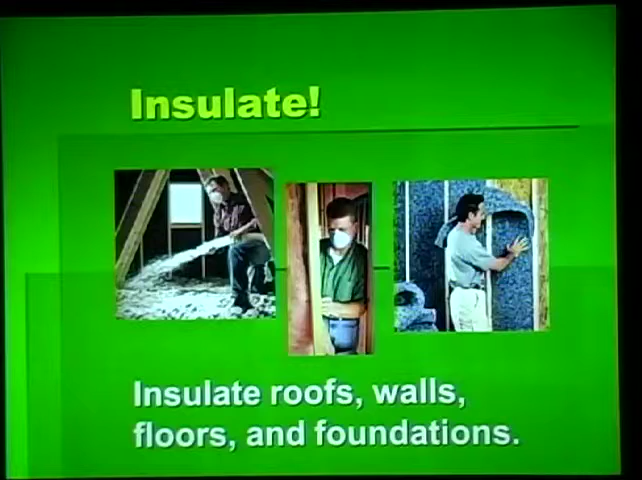 Insulate!
Insulate roofs, walls,
floors, and foundations.